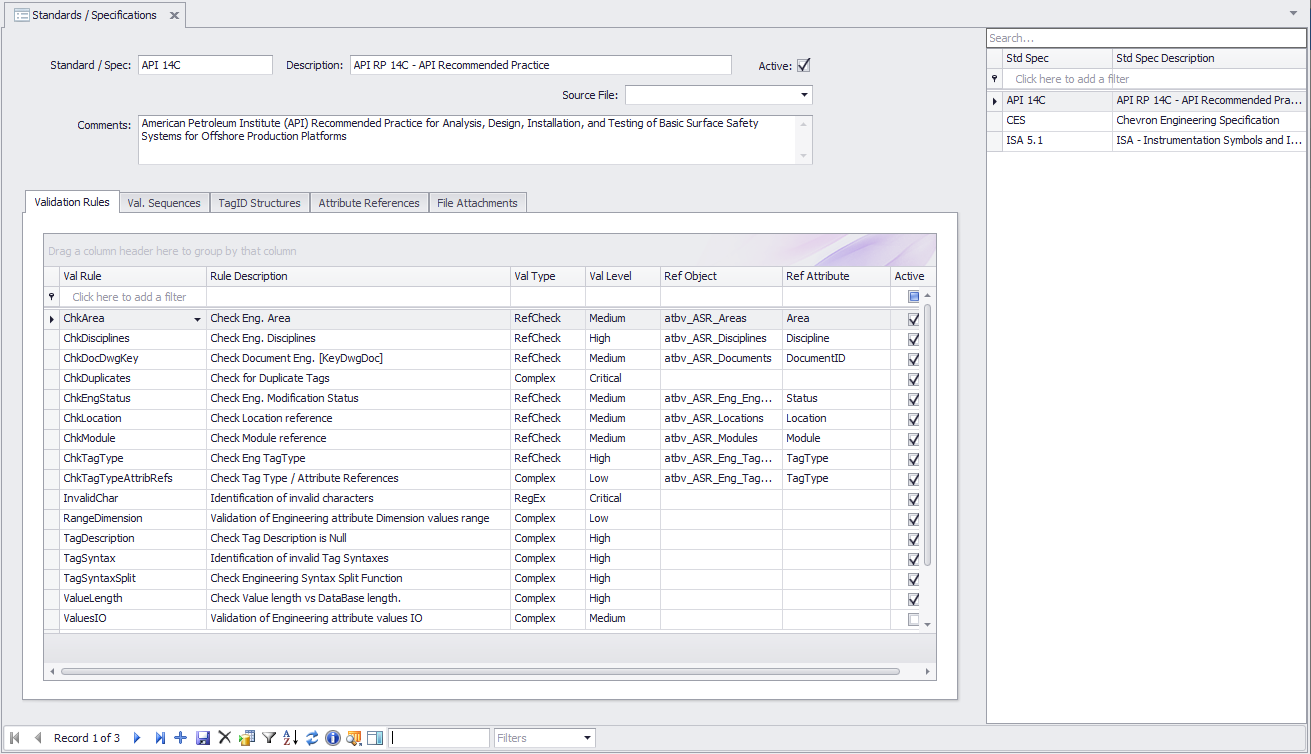 Standards / Specifications
Standard / Spec: API 14C Description: API RP 14C - API Recommended Practice Active:
Source File:
Comments: American Petroleum Institute (API) Recommended Practice for Analysis, Design, Installation, and Testing of Basic Surface Safety
Systems for Offshore Production Platforms
Validation Rules Val. Sequences TagID Structures Attribute References File Attachments
Drag a column header here to group by that column
Val Rule Rule Description Val Type Val Level Ref Object Ref Attribute Active
Click here to add a filter
ChkArea Check Eng. Area RefCheck Medium atbv_ASR_Areas Area
ChkDisciplines Check Eng. Disciplines RefCheck High atbv_ASR_Disciplines Discipline
ChkDocDwgKey Check Document Eng. [KeyDwgDoc] RefCheck Medium atbv_ASR_Documents DocumentID
ChkDuplicates Check for Duplicate Tags Complex Critical
ChkEngStatus Check Eng. Modification Status RefCheck Medium atbv_ASR_Eng_Eng... Status
ChkLocation Check Location reference RefCheck Medium atbv_ASR_Locations Location
ChkModule Check Module reference RefCheck Medium atbv_ASR_Modules Module
ChkTagType Check Eng TagType RefCheck High atbv_ASR_Eng_Tag... TagType
ChkTagTypeAttribRefs Check Tag Type / Attribute References Complex Low atbv_ASR_Eng_Tag... TagType
InvalidChar Identification of invalid characters RegEx Critical
RangeDimension Validation of Engineering attribute Dimension values range Complex Low
TagDescription Check Tag Description is Null Complex High
TagSyntax Identification of invalid Tag Syntaxes Complex High
TagSyntaxSplit Check Engineering Syntax Split Function Complex High
ValueLength Check Value length vs DataBase length. Complex High
ValuesIO Validation of Engineering attribute values IO Complex Medium
Search...
Std Spec Std Spec Description
Click here to add a filter
API 14C API RP 14C - API Recommended Pra...
CES Chevron Engineering Specification
ISA 5.1 ISA - Instrumentation Symbols and I...
Record 1 of 3 Filters